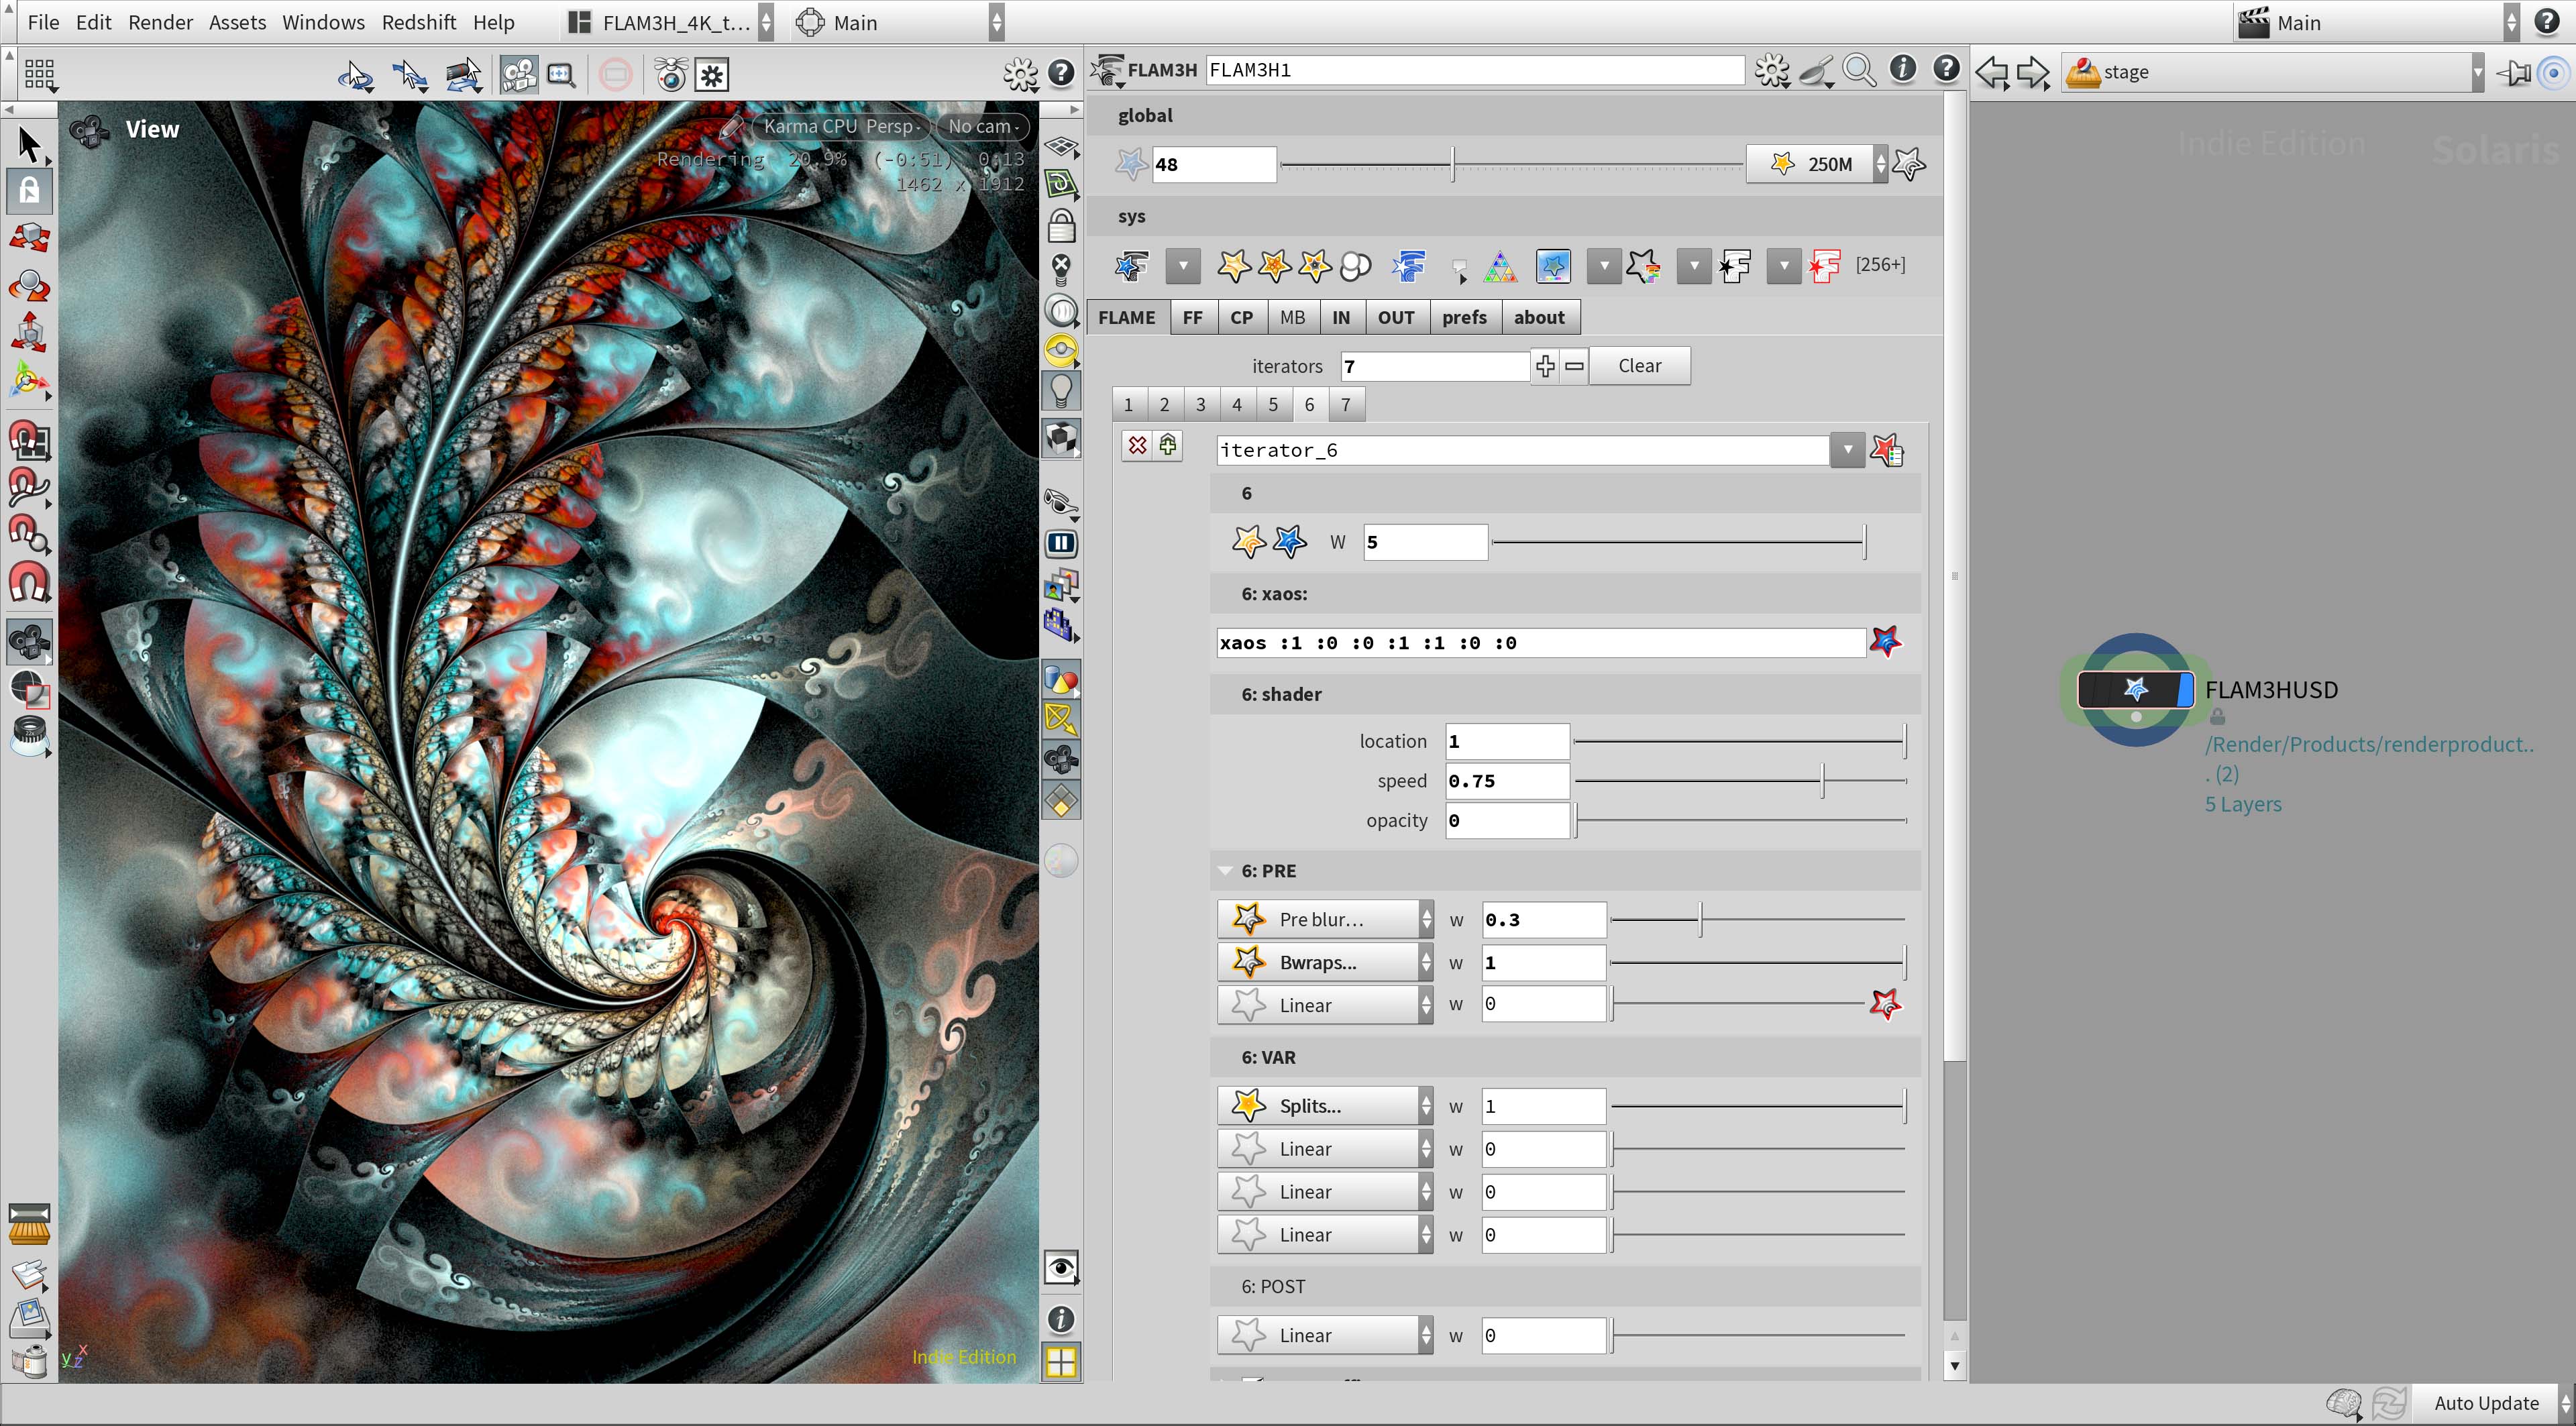 File Edit Render Assets Windows Redshift Help FLAM3H_4K_t... Main Main
View
Karma CPU Persp No cam
Rendering 20.9% (-0:51) 0:13
1462 x 1912
Indie Edition
FLAM3H FLAM3H1
global
48 250M
sys
[256+]
FLAME FF CP MB IN OUT prefs about
iterators 7 Clear
1 2 3 4 5 6 7
iterator_6
6
W 5
6: xaos:
xaos :1 :0 :0 :1 :1 :0 :0
6: shader
location 1
speed 0.75
opacity 0
6: PRE
Pre blur... w 0.3
Bwraps... w 1
Linear w 0
6: VAR
Splits... w 1
Linear w 0
Linear w 0
Linear w 0
6: POST
Linear w 0
stage
Indie Edition Solaris
FLAM3HUSD
/Render/Products/renderproduct..
. (2)
5 Layers
Auto Update